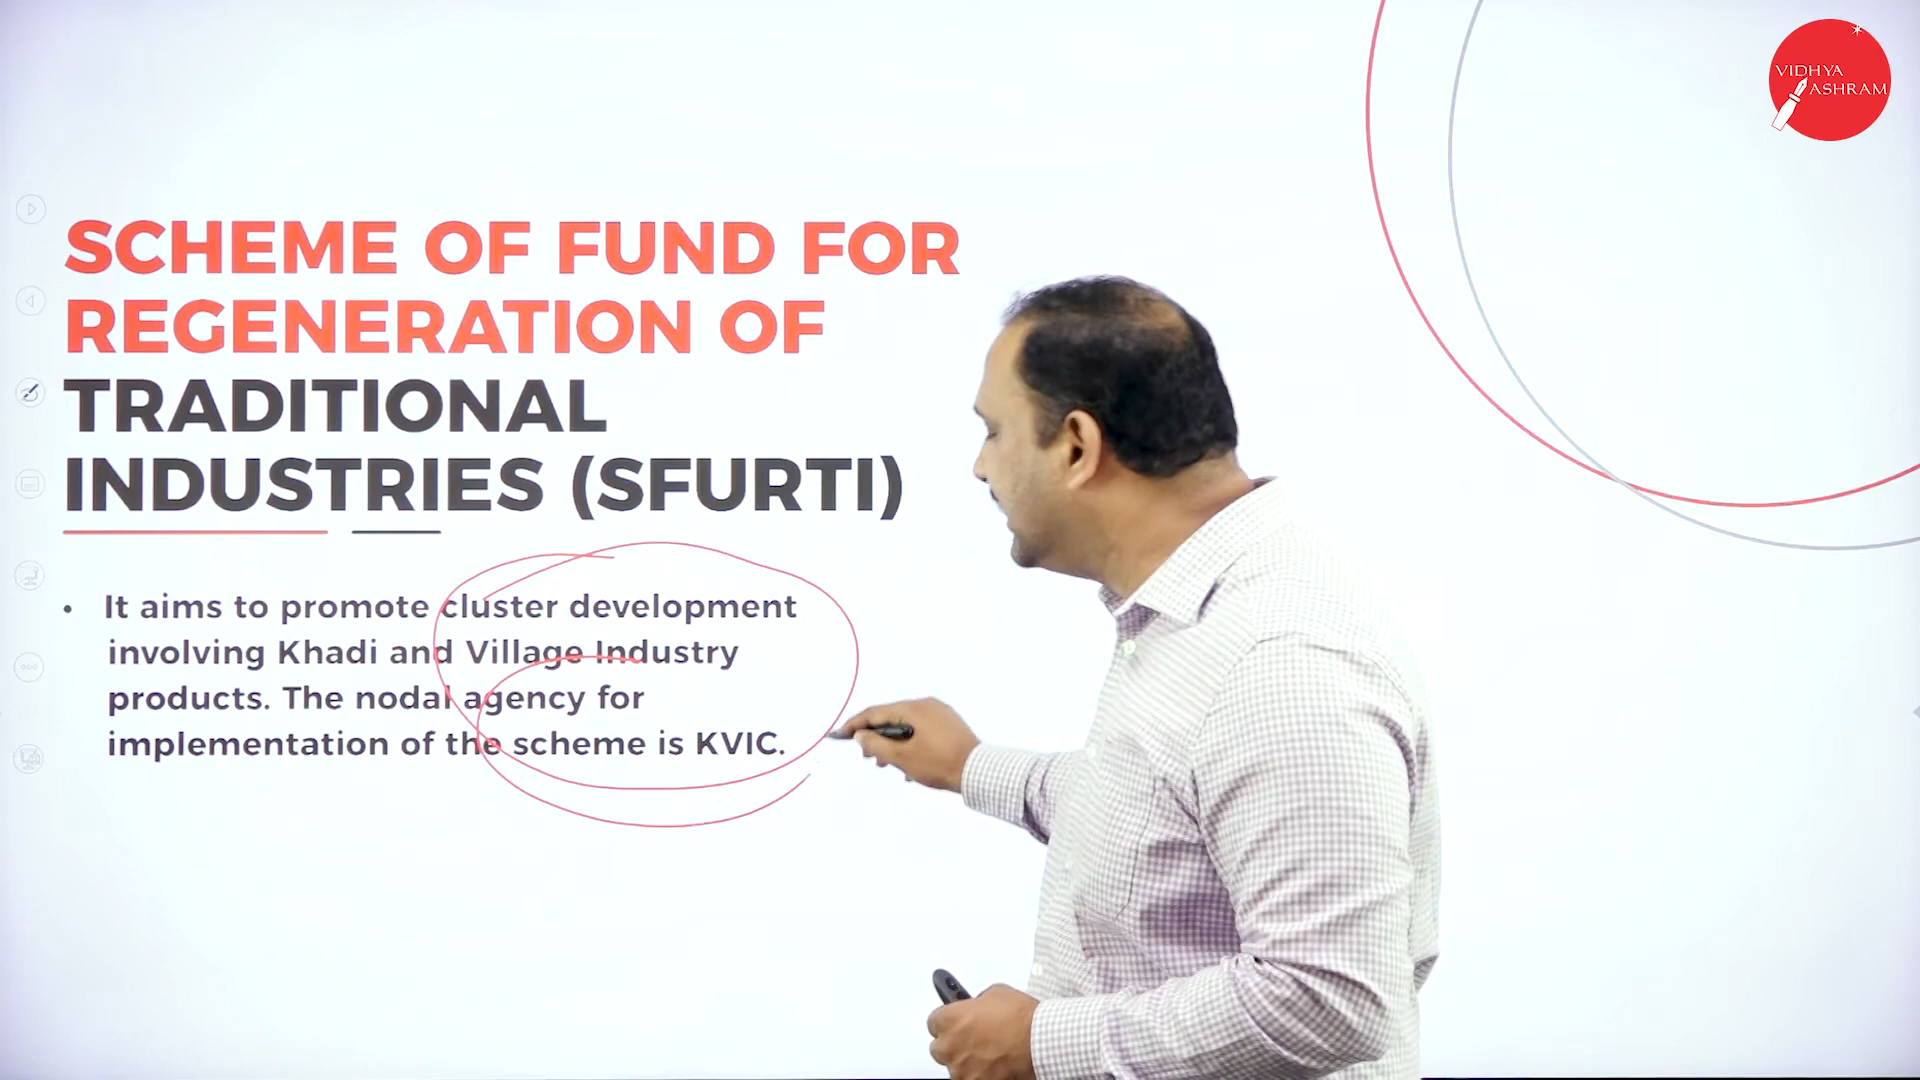 VIDHYA
ASHRAM
SCHEME OF FUND FOR
REGENERATION OF
TRADITIONAL
INDUSTRIES (SFURTI)
• It aims to promote cluster development
involving Khadi and Village Industry
products. The nodal agency for
implementation of the scheme is KVIC.